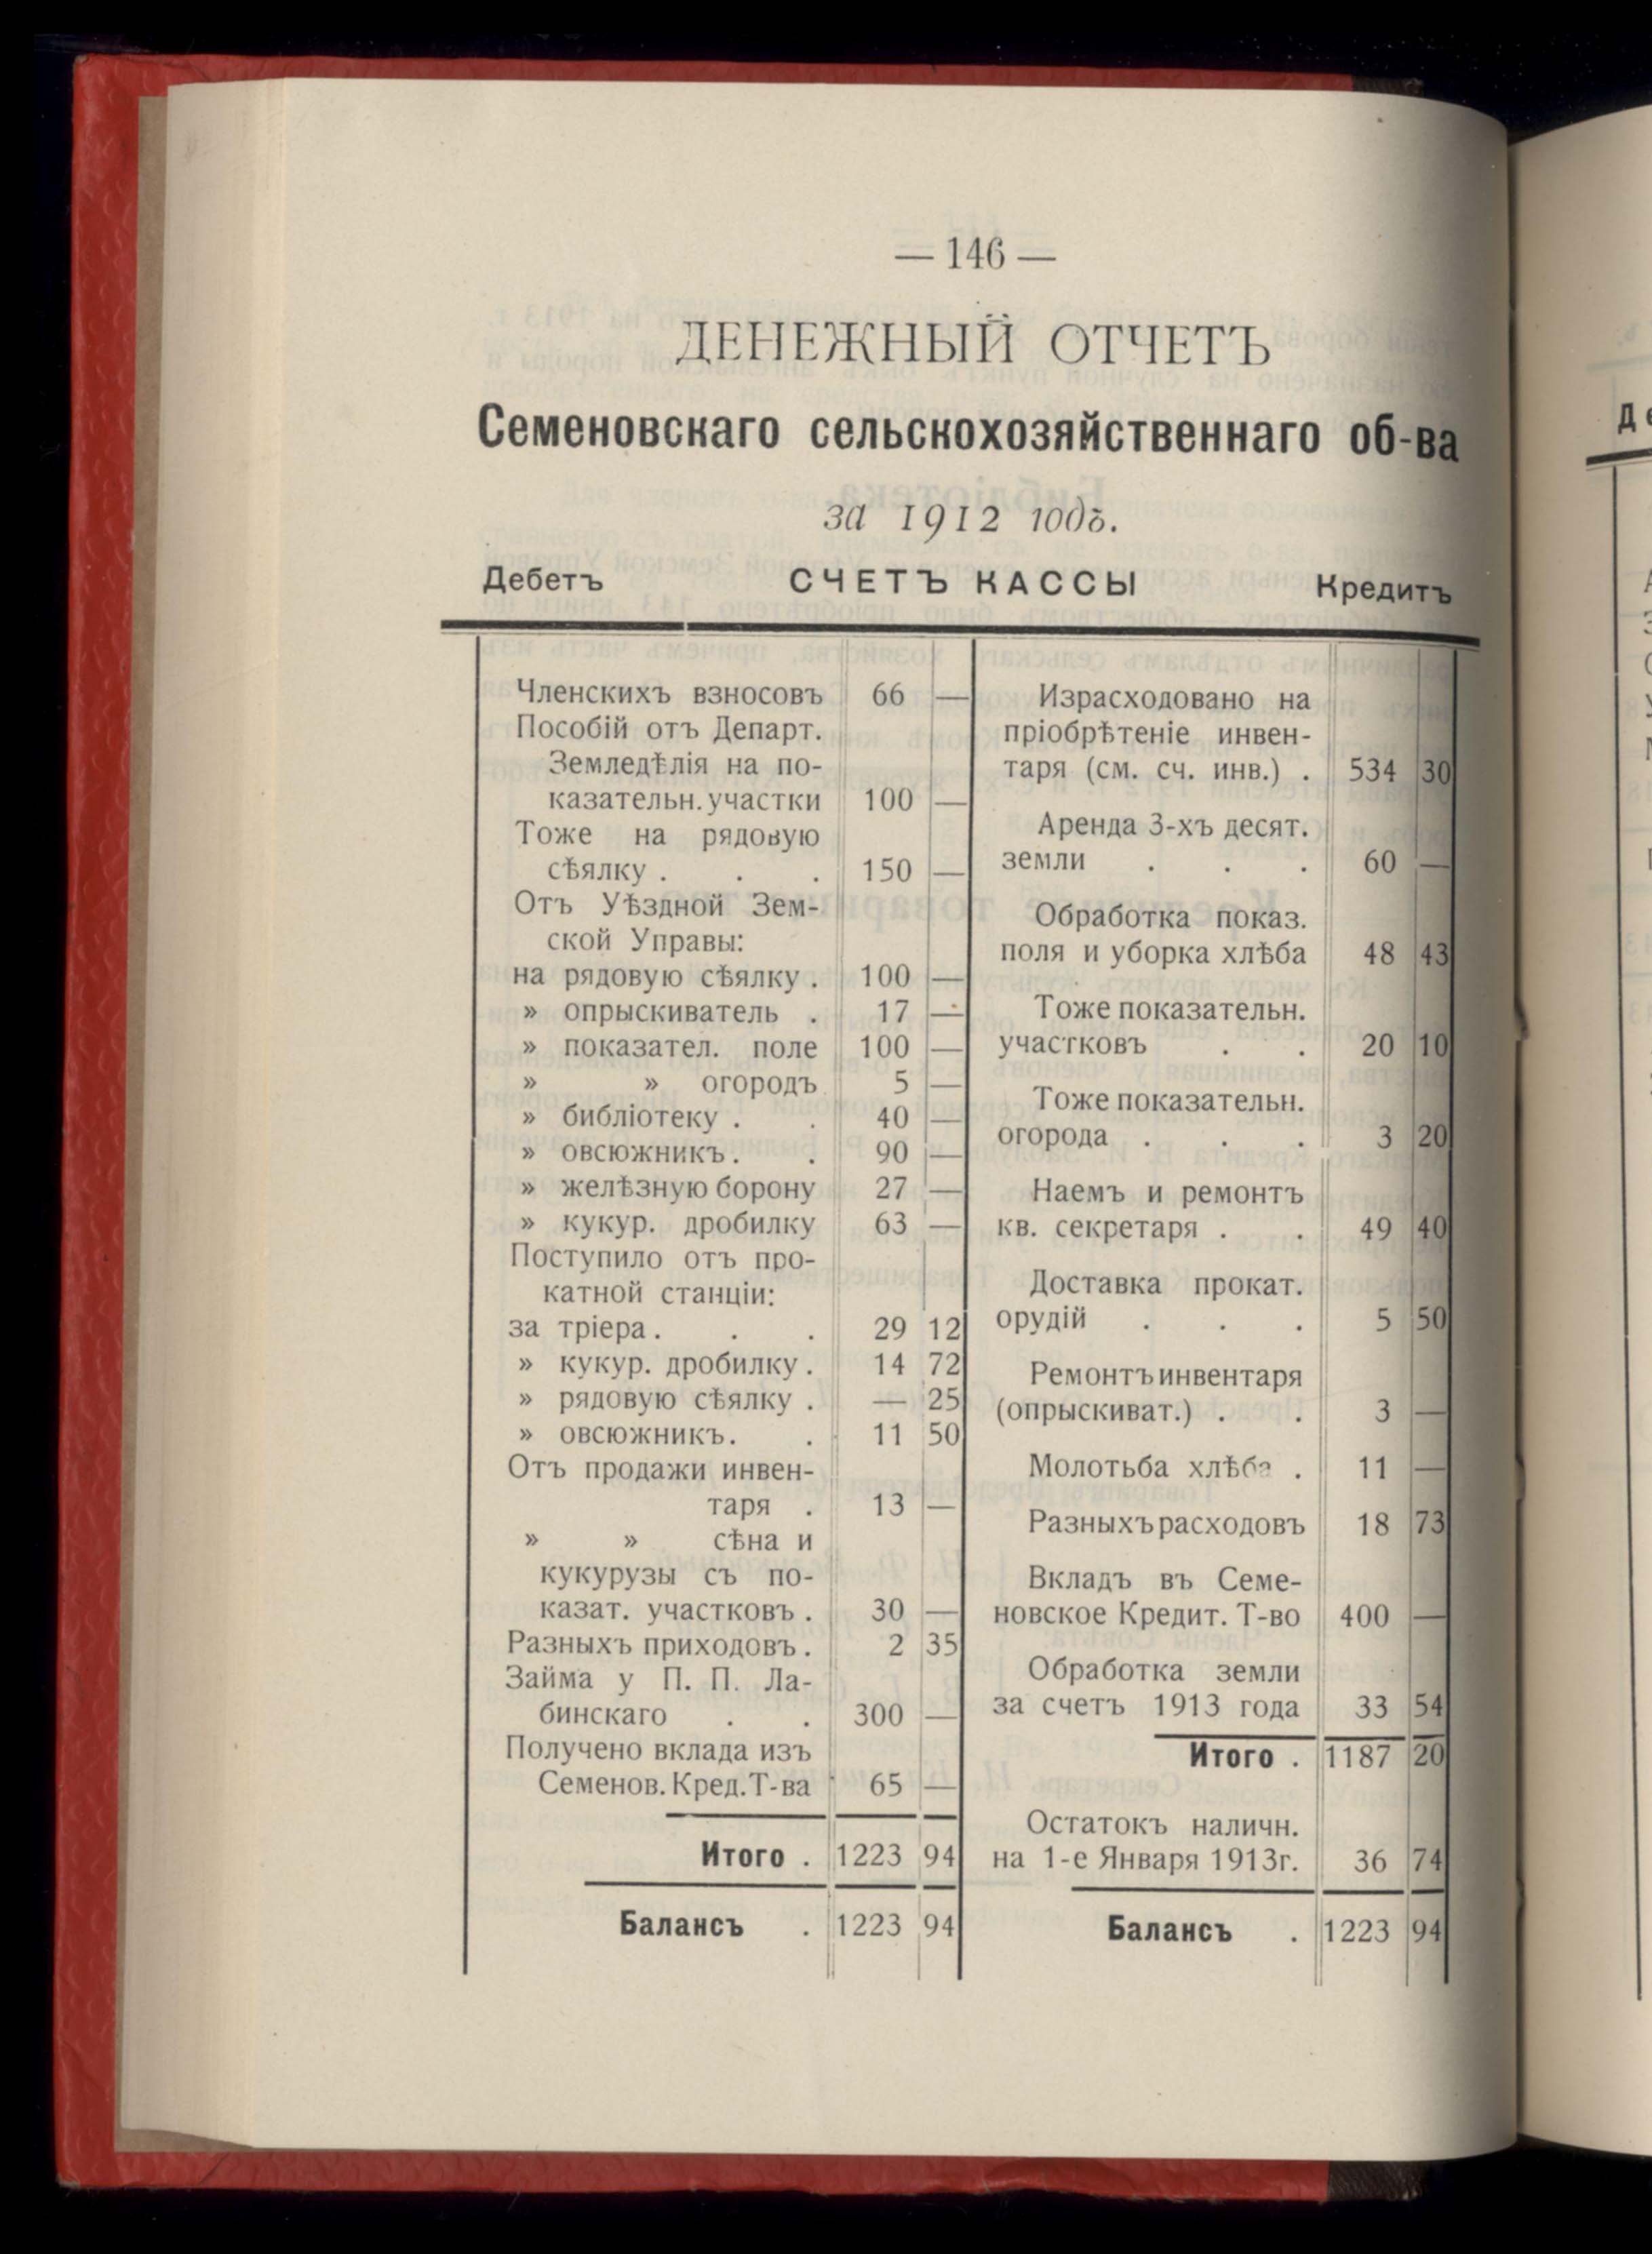 — 146 —
ДЕНЕЖНЫЙ ОТЧЕТЪ
Семеновскаго сельскохозяйственнаго об-ва
за 1912 годъ.
Дебетъ СЧЕТЪ КАССЫ Кредитъ
Членскихъ взносовъ 66 —
Пособій отъ Департ.
Земледѣлія на по-
казательн. участки 100 —
Тоже на рядовую
сѣялку . . . 150 —
Отъ Уѣздной Зем-
ской Управы:
на рядовую сѣялку . 100 —
» опрыскиватель . 17 —
» показател. поле 100 —
» » огородъ 5 —
» библіотеку . . 40 —
» овсюжникъ . . 90 —
» желѣзную борону 27 —
» кукур. дробилку 63 —
Поступило отъ про-
катной станціи:
за тріера . . . 29 12
» кукур. дробилку . 14 72
» рядовую сѣялку . — 25
» овсюжникъ . . 11 50
Отъ продажи инвен-
таря . 13 —
» » сѣна и
кукурузы съ по-
казат. участковъ . 30 —
Разныхъ приходовъ . 2 35
Займа у П. П. Ла-
бинскаго . . 300 —
Получено вклада изъ
Семенов. Кред. Т-ва 65 —
Итого . 1223 94
Балансъ . 1223 94
Израсходовано на
пріобрѣтеніе инвен-
таря (см. сч. инв.) . 534 30
Аренда 3-хъ десят.
земли . . . 60 —
Обработка показ.
поля и уборка хлѣба 48 43
Тоже показательн.
участковъ . . 20 10
Тоже показательн.
огорода . . . 3 20
Наемъ и ремонтъ
кв. секретаря . . 49 40
Доставка прокат.
орудій . . . 5 50
Ремонтъ инвентаря
(опрыскиват.) . . 3 —
Молотьба хлѣба . 11 —
Разныхъ расходовъ 18 73
Вкладъ въ Семе-
новское Кредит. Т-во 400 —
Обработка земли
за счетъ 1913 года 33 54
Итого . 1187 20
Остатокъ наличн.
на 1-е Января 1913г. 36 74
Балансъ . 1223 94